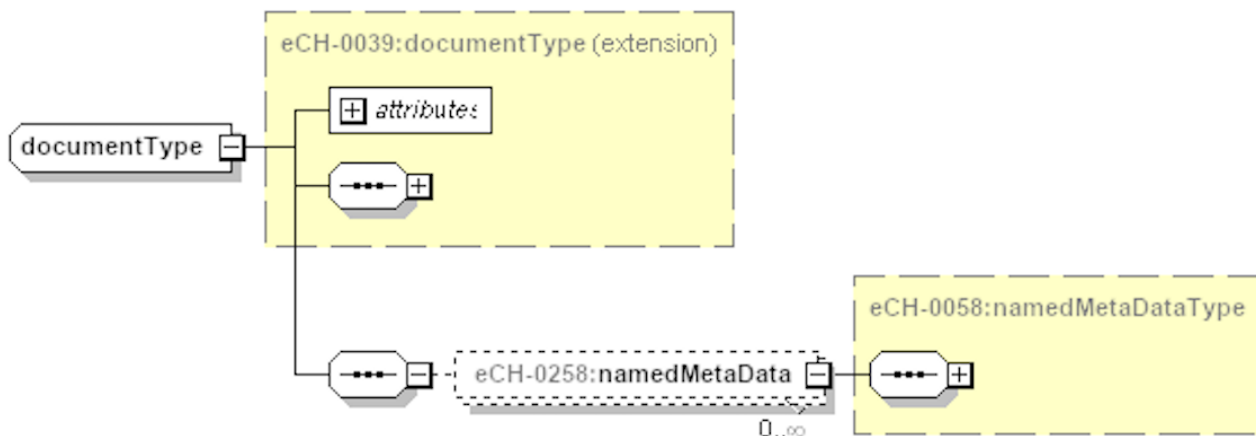 eCH-0039:documentType (extension)
attributes
documentType
eCH-0058:namedMetaDataType
eCH-0258:namedMetaData
0..∞